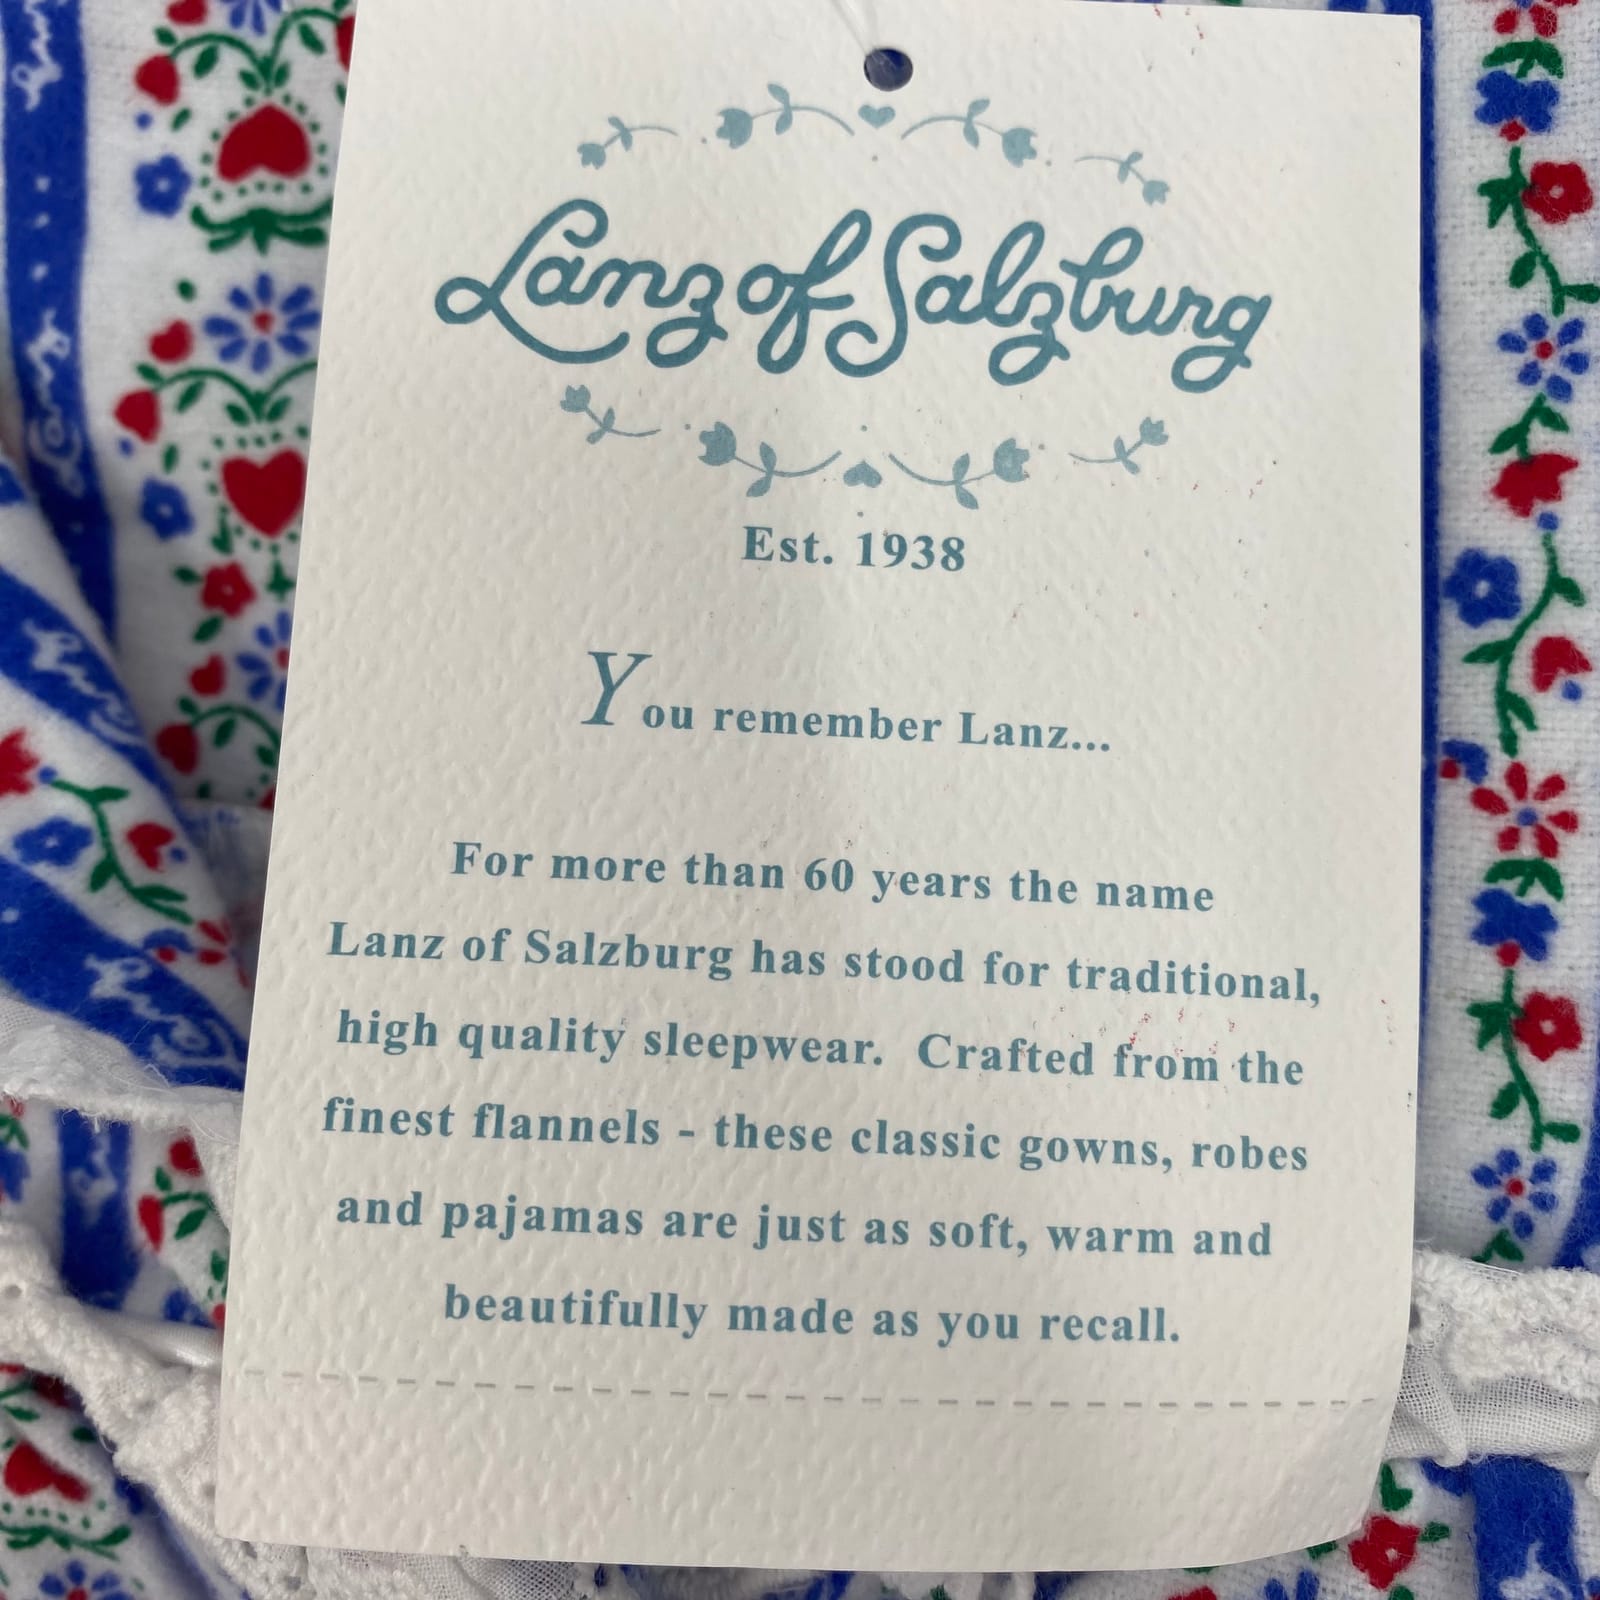 Lanz of Salzburg
Est. 1938
You remember Lanz...
For more than 60 years the name
Lanz of Salzburg has stood for traditional,
high quality sleepwear. Crafted from the
finest flannels - these classic gowns, robes
and pajamas are just as soft, warm and
beautifully made as you recall.
Lanz